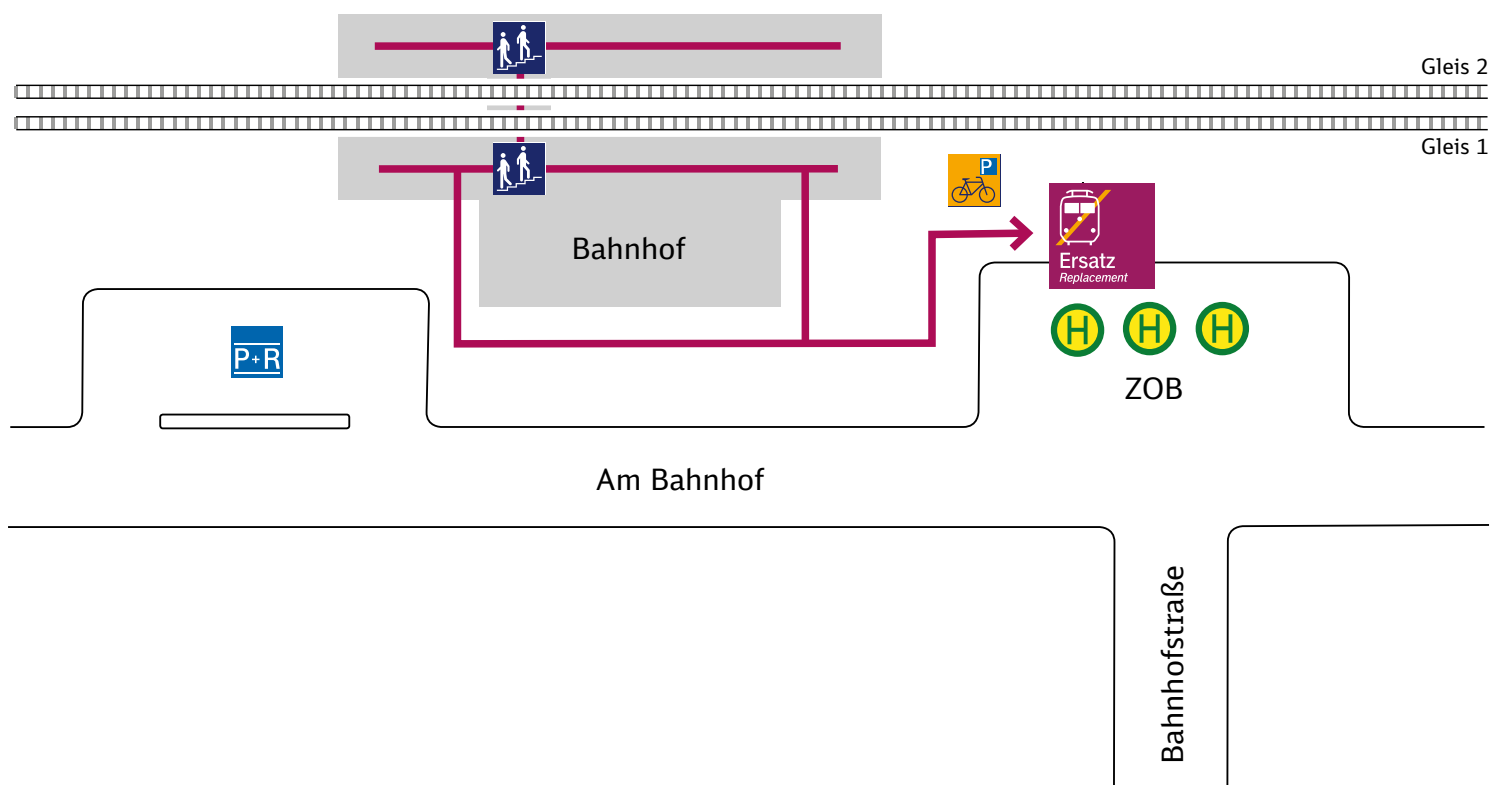 Gleis 2
Gleis 1
P
Bahnhof
Ersatz
Replacement
P+R
H H H
ZOB
Am Bahnhof
Bahnhofstraße